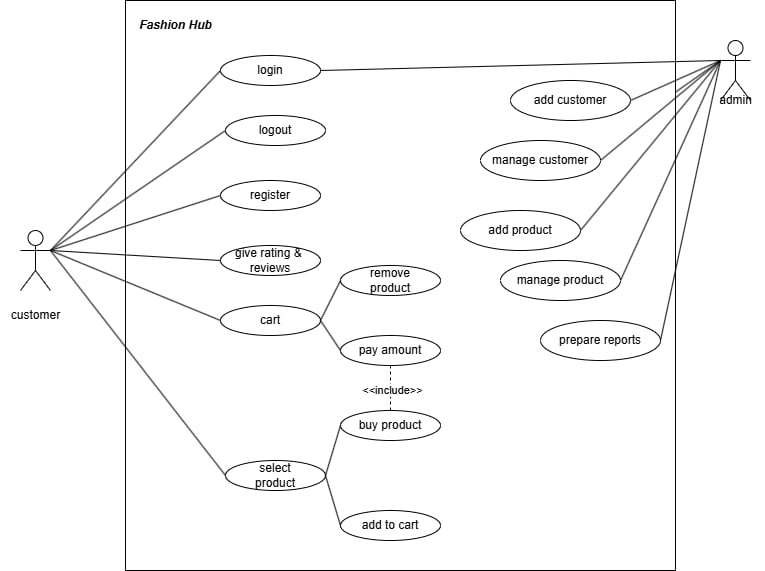 Fashion Hub
login
add customer
admin
logout
manage customer
register
add product
give rating &
reviews
remove
product
manage product
customer
cart
pay amount
prepare reports
<<include>>
buy product
select
product
add to cart